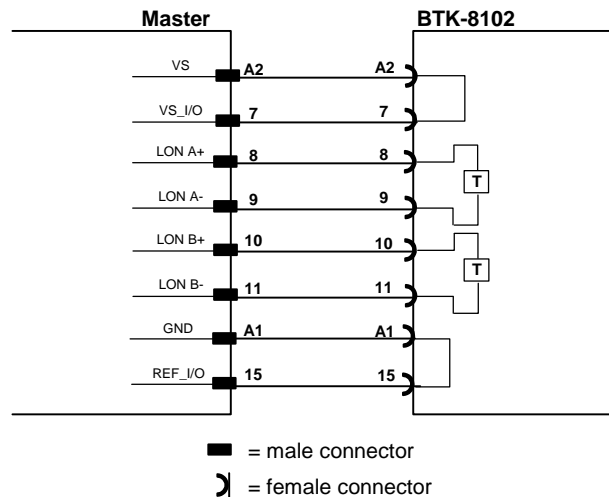 Master BTK-8102
VS A2 A2
VS_I/O 7 7
LON A+ 8 8
T
LON A- 9 9
LON B+ 10 10
T
LON B- 11 11
GND A1 A1
REF_I/O 15 15
= male connector
= female connector